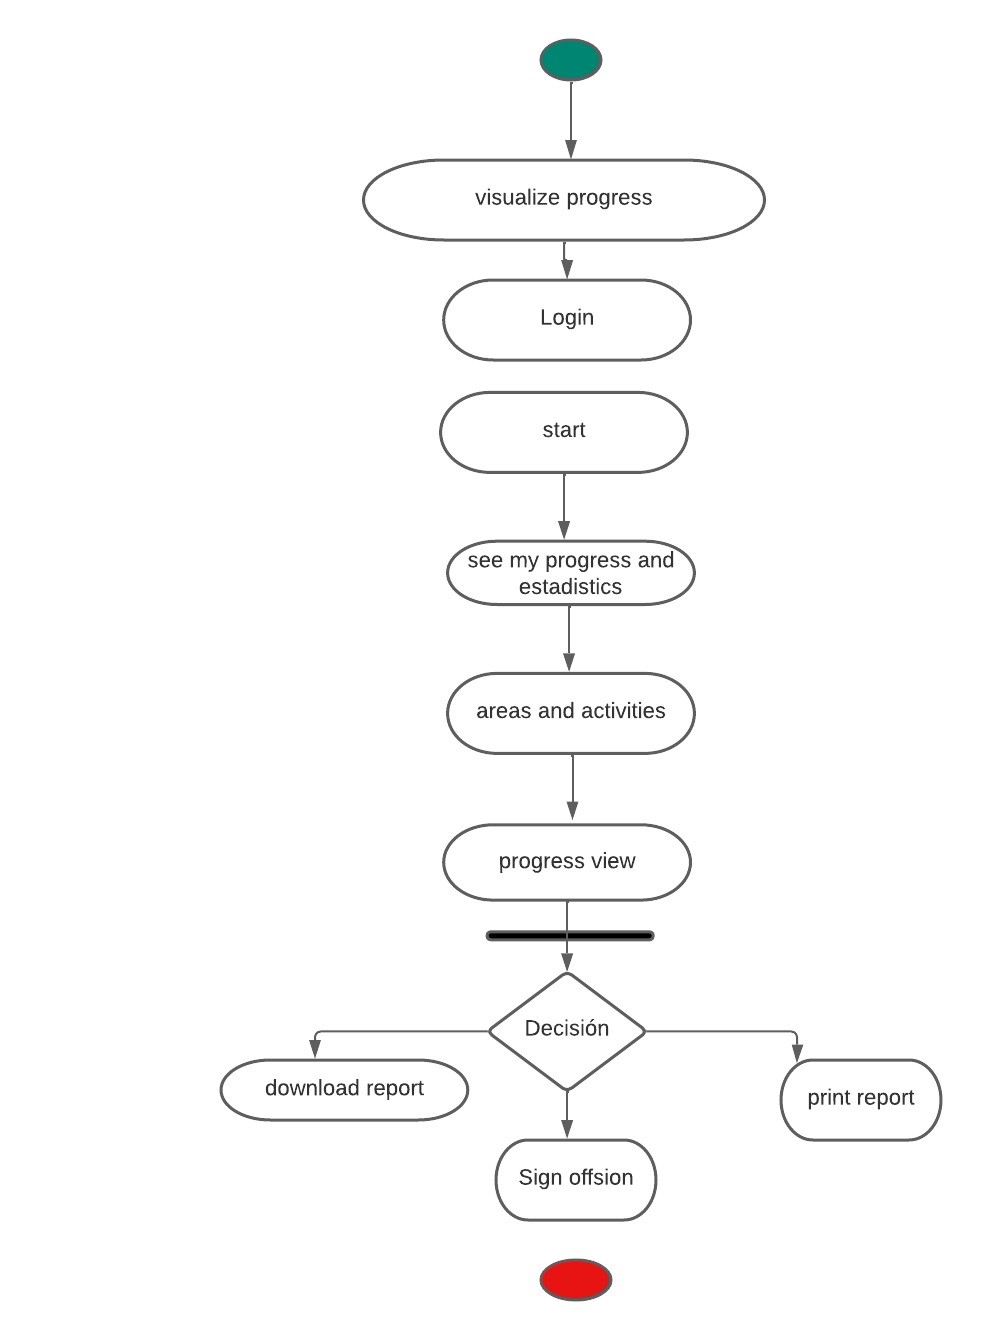 visualize progress
Login
start
see my progress and
estadistics
areas and activities
progress view
Decisión
download report
print report
Sign offsion